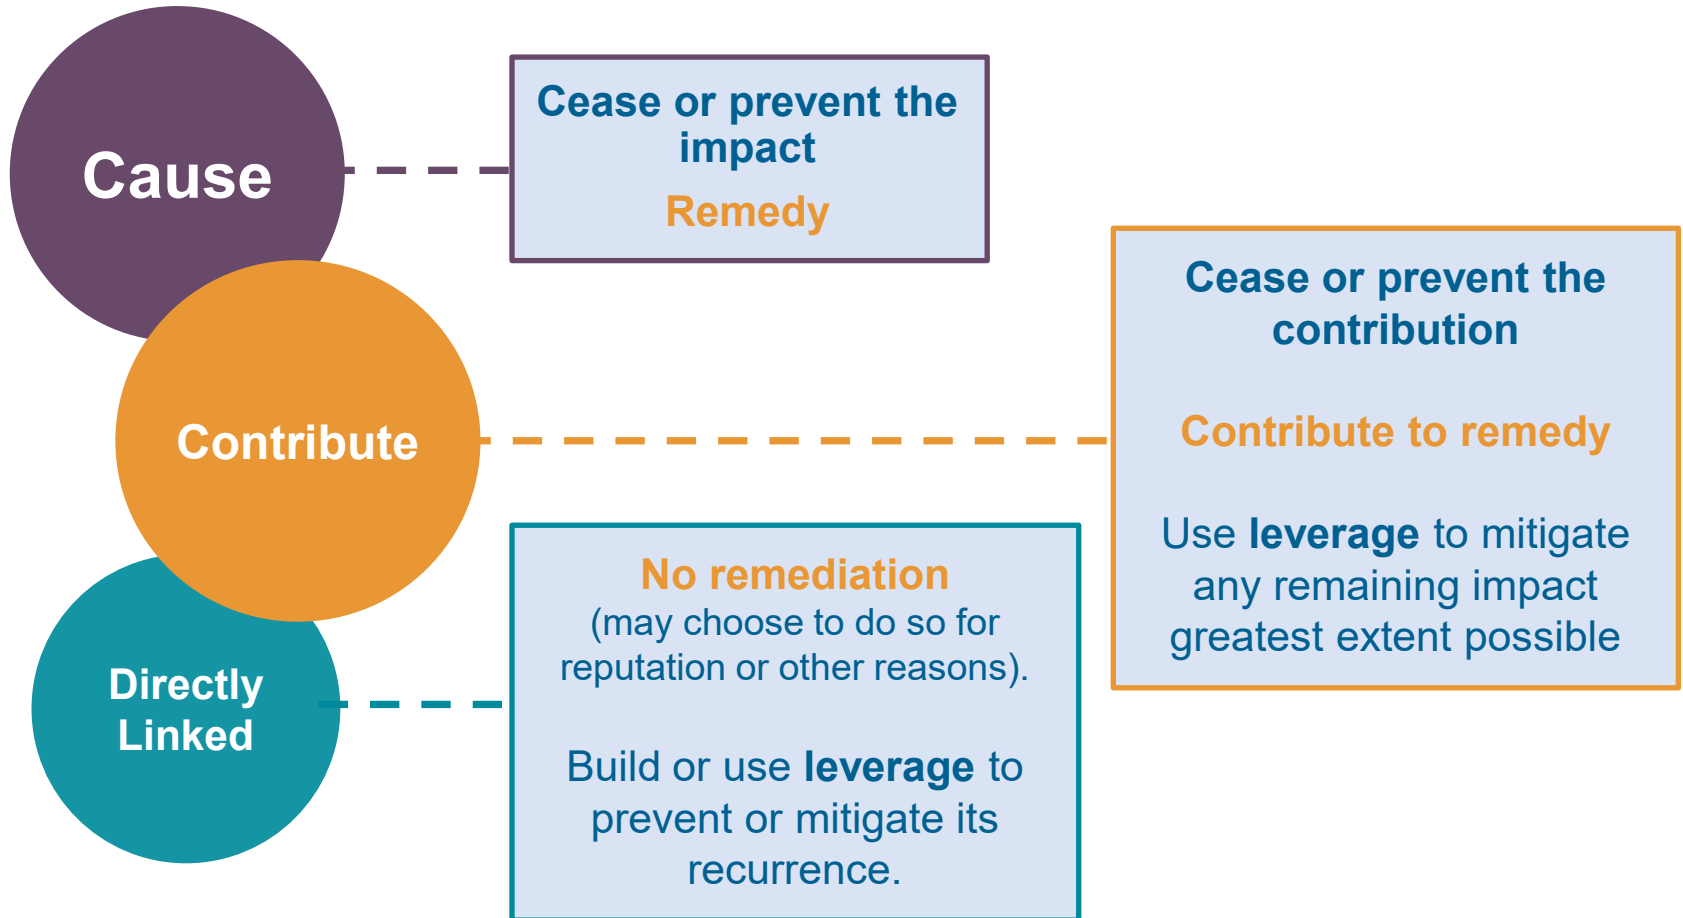 Cause
Cease or prevent the
impact
Remedy
Contribute
Cease or prevent the
contribution
Contribute to remedy
Use leverage to mitigate
any remaining impact
greatest extent possible
Directly
Linked
No remediation
(may choose to do so for
reputation or other reasons).
Build or use leverage to
prevent or mitigate its
recurrence.